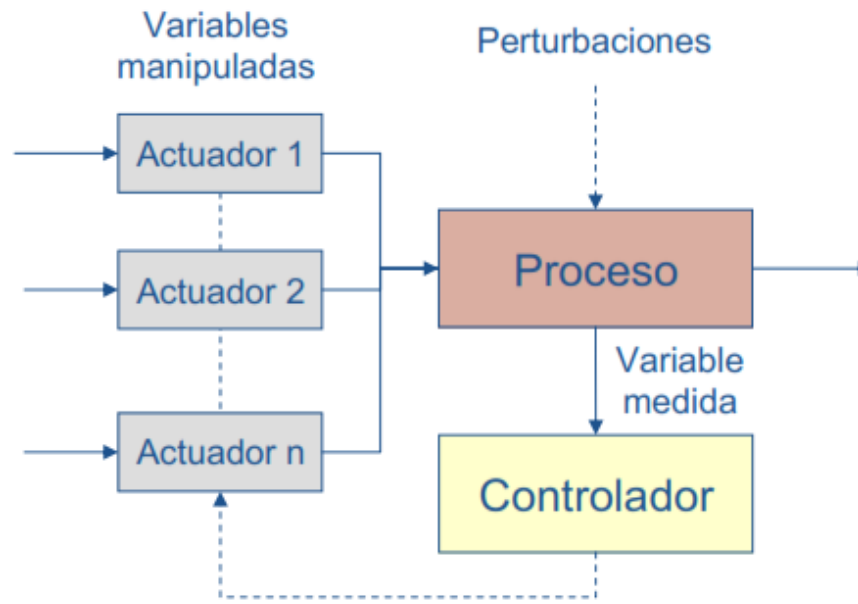 Variables
manipuladas
Perturbaciones
Actuador 1
Actuador 2
Proceso
Variable
medida
Actuador n
Controlador